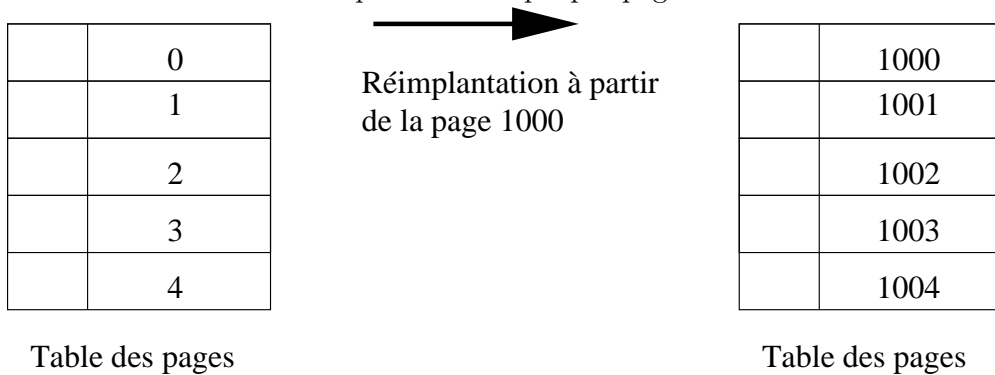 0
1
2
3
4
Table des pages
Réimplantation à partir
de la page 1000
1000
1001
1002
1003
1004
Table des pages